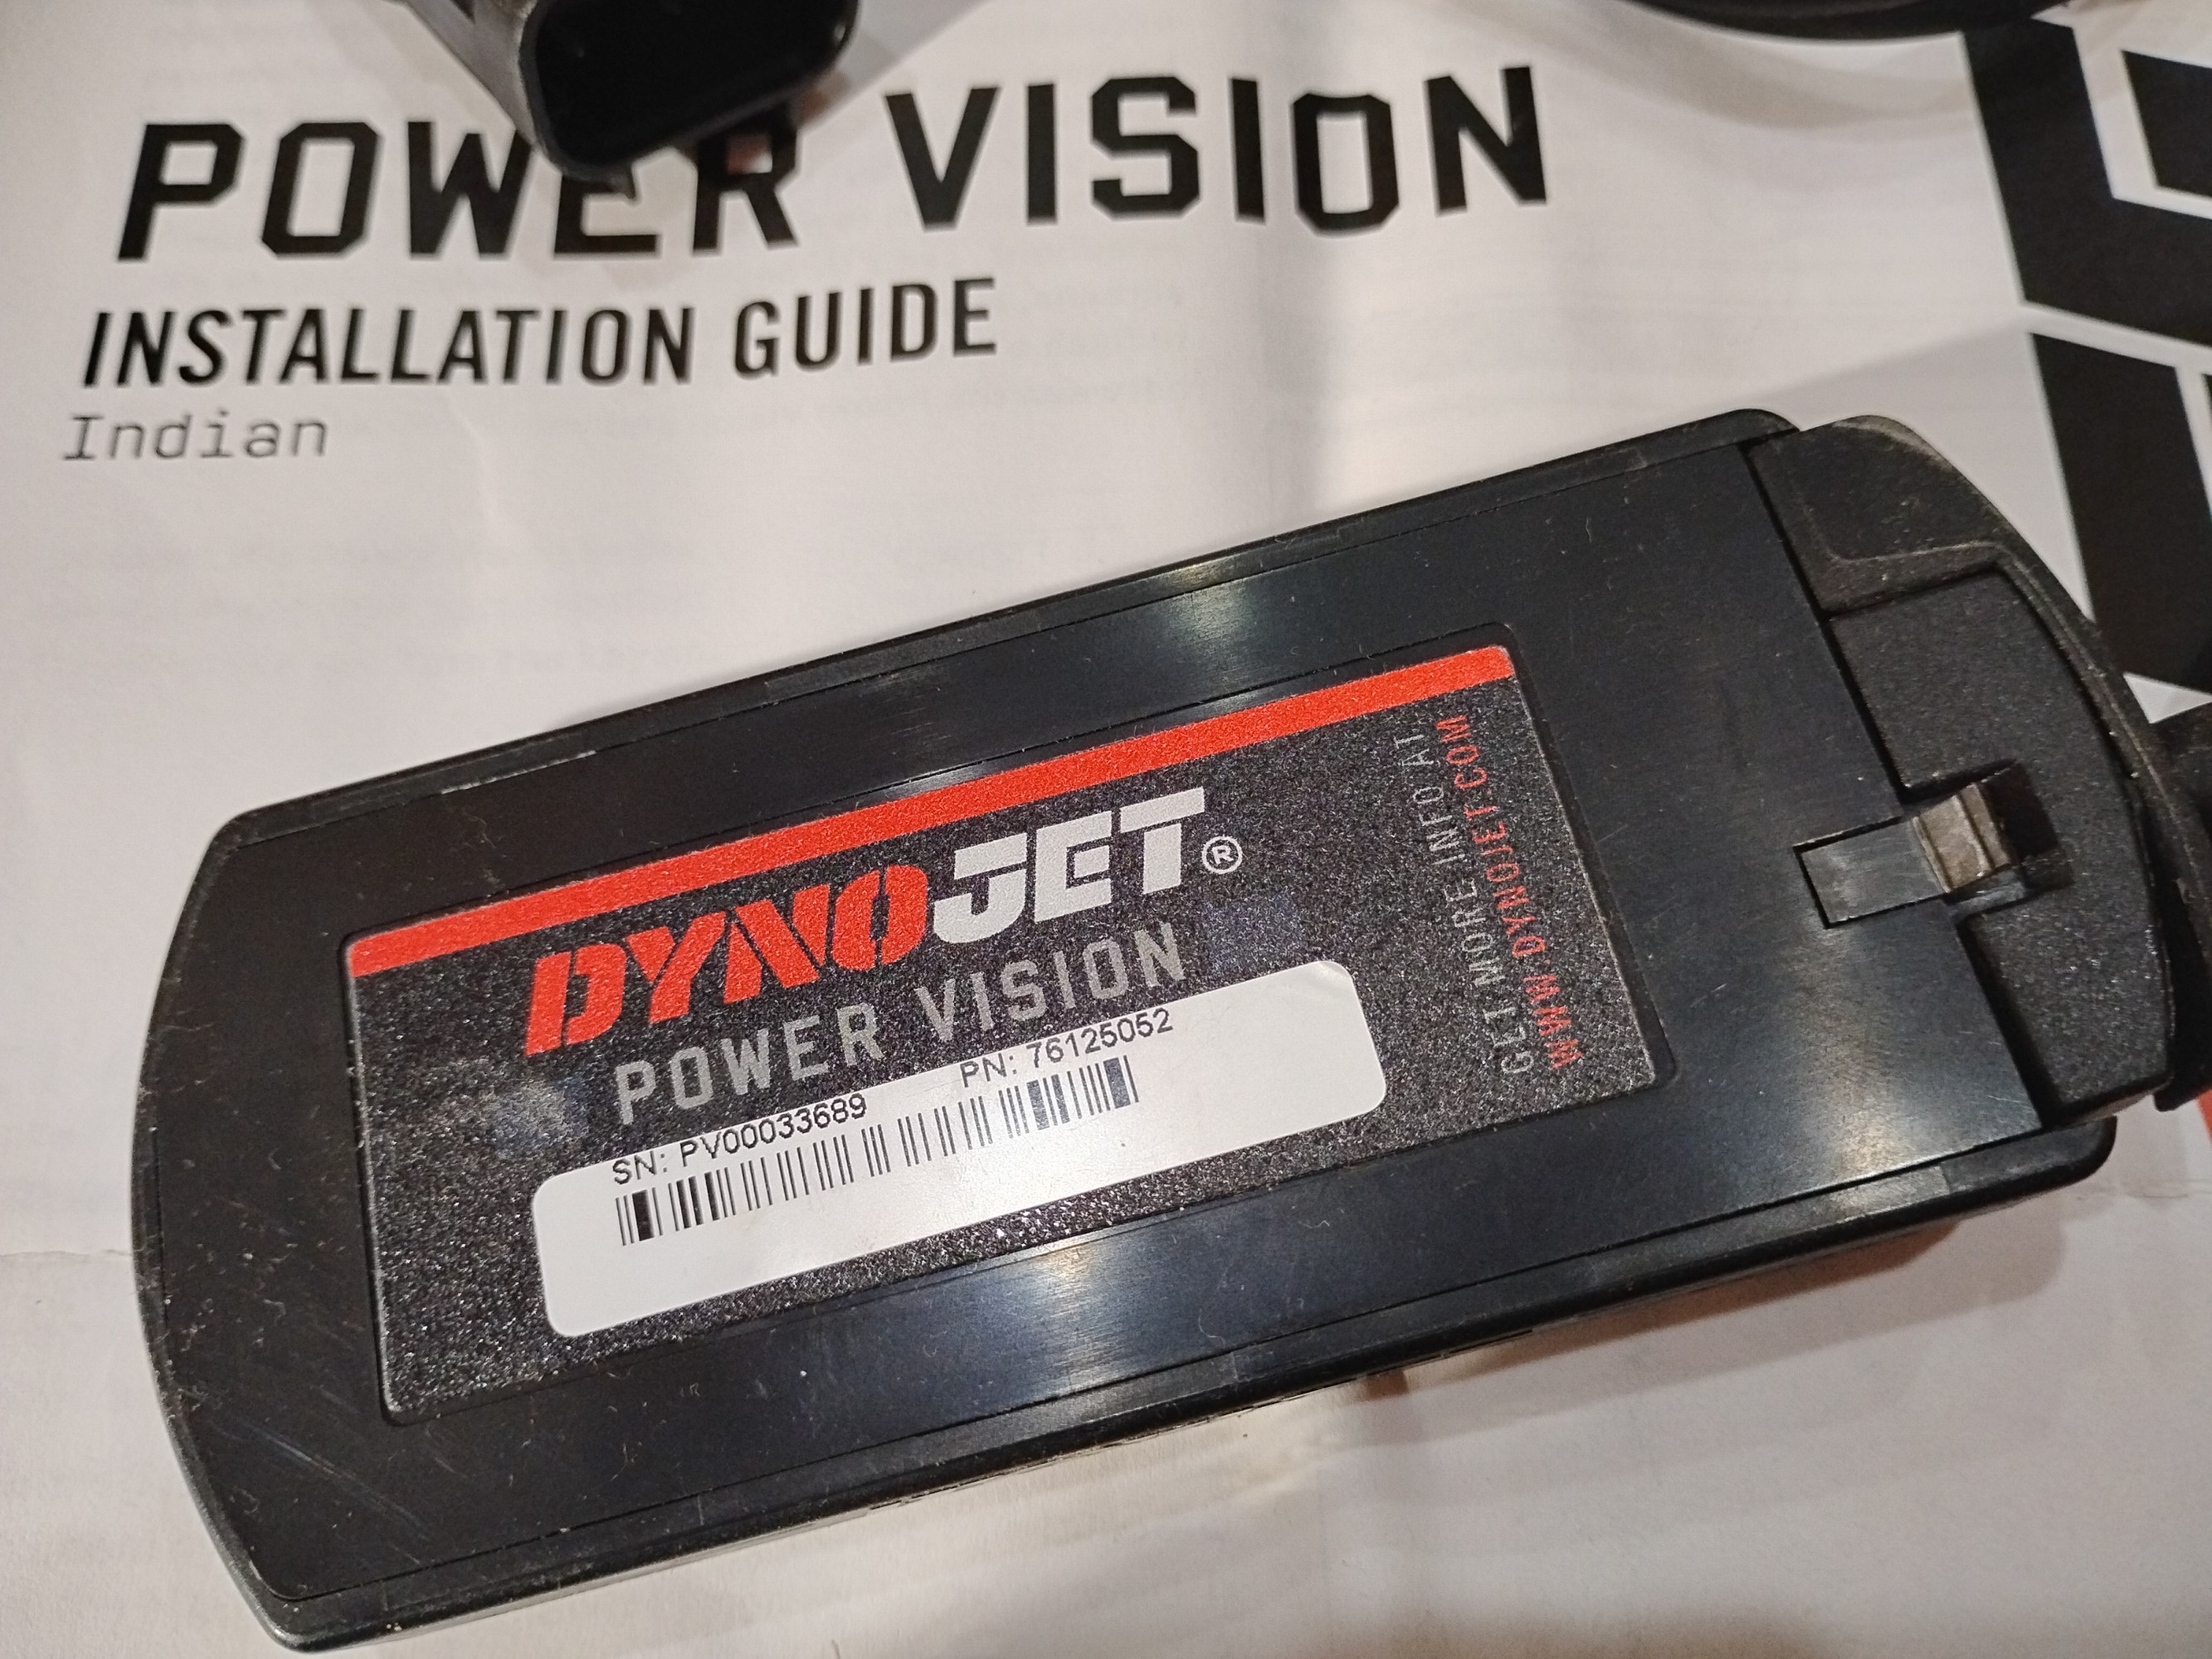 POWER VISION
INSTALLATION GUIDE
Indian
DYNOJET®
POWER VISION
SN: PV00033689 PN: 76125052
GET MORE INFO AT
WWW.DYNOJET.COM